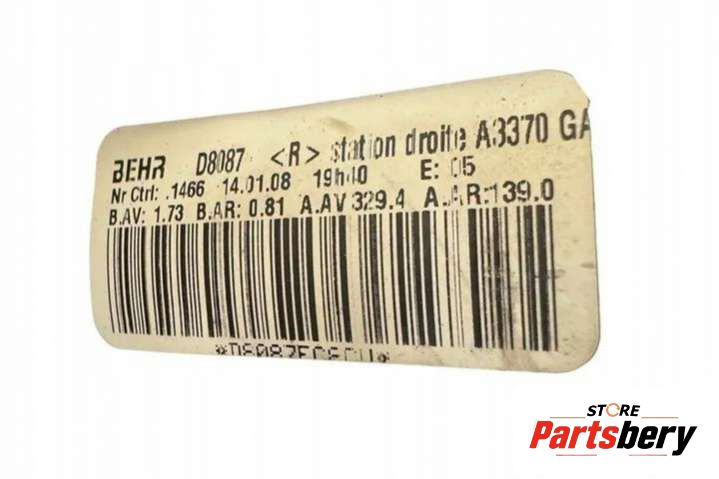 BEHR D8087 <R> station droite A3370 GA
Nr Ctrl: .1466 14.01.08 19h40 E: 05
B.AV: 1.73 B.AR: 0.81 A.AV 329.4 A.AR:139.0
STORE
Partsbery